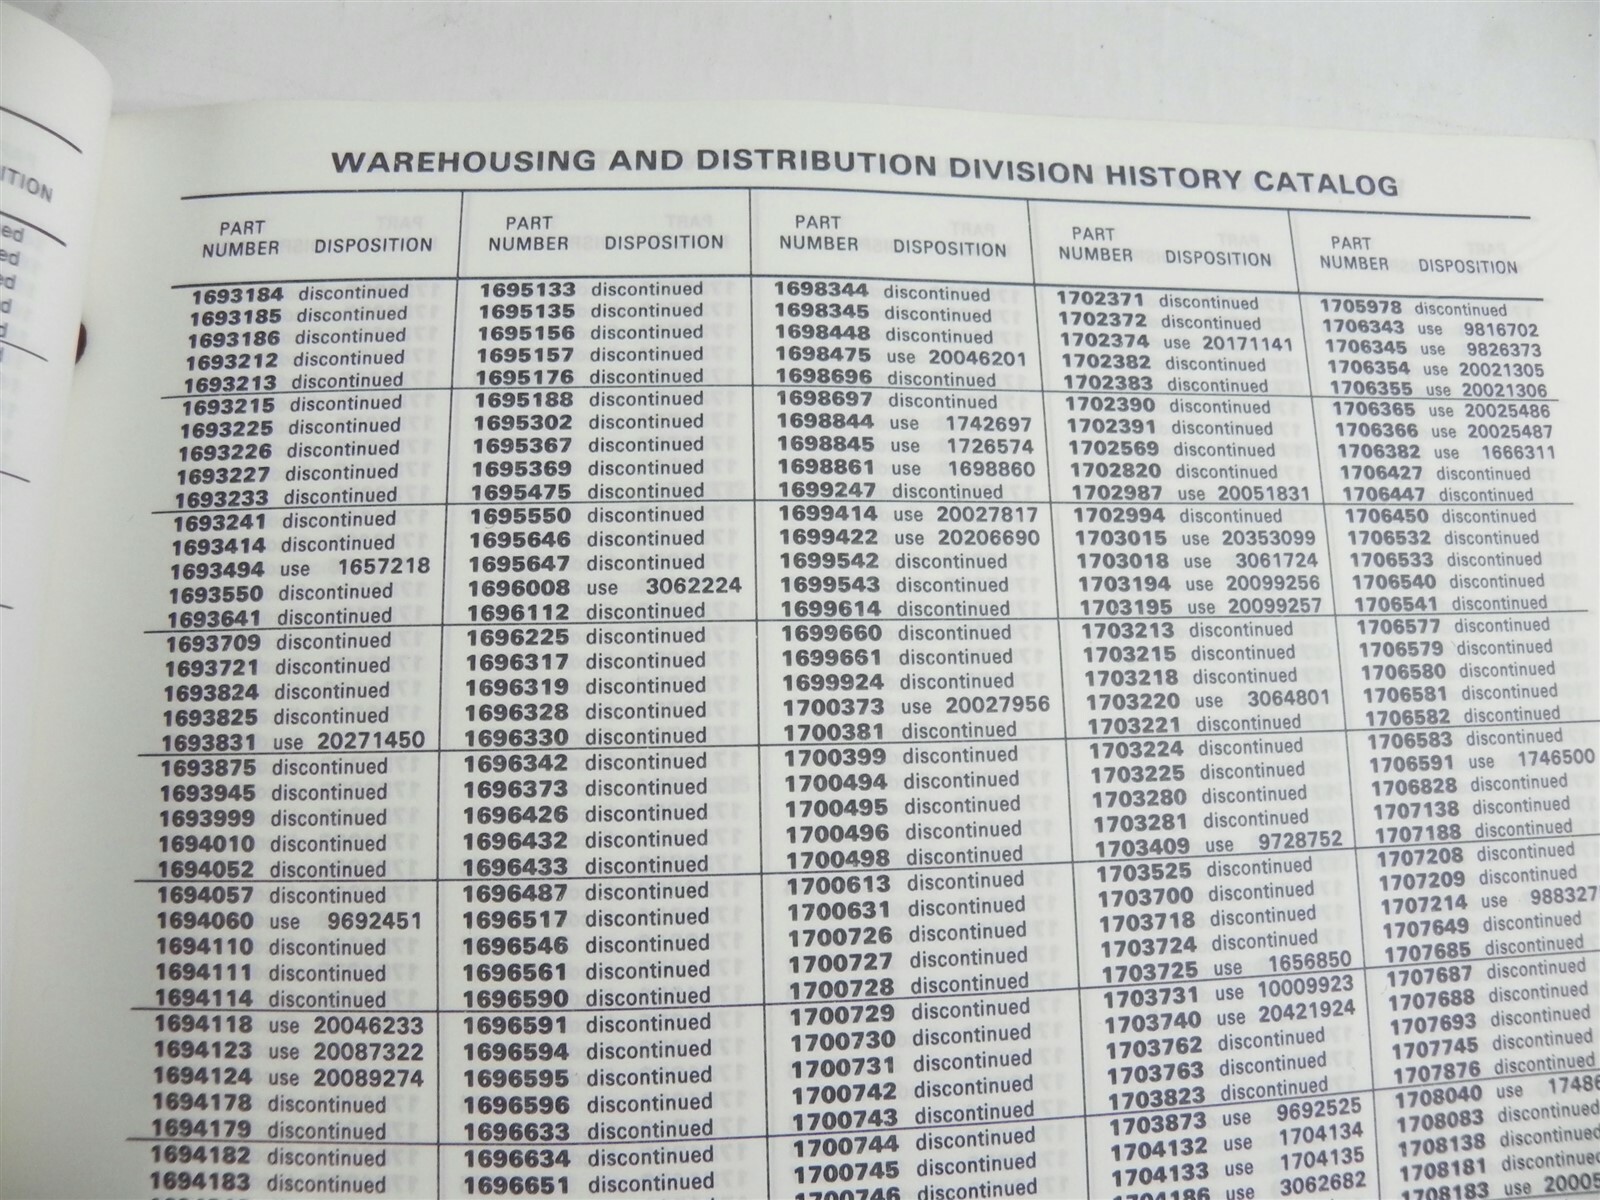 ITION
ed
ed
ed
d
d
d
WAREHOUSING AND DISTRIBUTION DIVISION HISTORY CATALOG
PART
NUMBER DISPOSITION
1693184 discontinued
1693185 discontinued
1693186 discontinued
1693212 discontinued
1693213 discontinued
1693215 discontinued
1693225 discontinued
1693226 discontinued
1693227 discontinued
1693233 discontinued
1693241 discontinued
1693414 discontinued
1693494 use 1657218
1693550 discontinued
1693641 discontinued
1693709 discontinued
1693721 discontinued
1693824 discontinued
1693825 discontinued
1693831 use 20271450
1693875 discontinued
1693945 discontinued
1693999 discontinued
1694010 discontinued
1694052 discontinued
1694057 discontinued
1694060 use 9692451
1694110 discontinued
1694111 discontinued
1694114 discontinued
1694118 use 20046233
1694123 use 20087322
1694124 use 20089274
1694178 discontinued
1694179 discontinued
1694182 discontinued
1694183 discontinued
PART
NUMBER DISPOSITION
1695133 discontinued
1695135 discontinued
1695156 discontinued
1695157 discontinued
1695176 discontinued
1695188 discontinued
1695302 discontinued
1695367 discontinued
1695369 discontinued
1695475 discontinued
1695550 discontinued
1695646 discontinued
1695647 discontinued
1696008 use 3062224
1696112 discontinued
1696225 discontinued
1696317 discontinued
1696319 discontinued
1696328 discontinued
1696330 discontinued
1696342 discontinued
1696373 discontinued
1696426 discontinued
1696432 discontinued
1696433 discontinued
1696487 discontinued
1696517 discontinued
1696546 discontinued
1696561 discontinued
1696590 discontinued
1696591 discontinued
1696594 discontinued
1696595 discontinued
1696596 discontinued
1696633 discontinued
1696634 discontinued
1696651 discontinued
PART
NUMBER DISPOSITION
1698344 discontinued
1698345 discontinued
1698448 discontinued
1698475 use 20046201
1698696 discontinued
1698697 discontinued
1698844 use 1742697
1698845 use 1726574
1698861 use 1698860
1699247 discontinued
1699414 use 20027817
1699422 use 20206690
1699542 discontinued
1699543 discontinued
1699614 discontinued
1699660 discontinued
1699661 discontinued
1699924 discontinued
1700373 use 20027956
1700381 discontinued
1700399 discontinued
1700494 discontinued
1700495 discontinued
1700496 discontinued
1700498 discontinued
1700613 discontinued
1700631 discontinued
1700726 discontinued
1700727 discontinued
1700728 discontinued
1700729 discontinued
1700730 discontinued
1700731 discontinued
1700742 discontinued
1700743 discontinued
1700744 discontinued
1700745 discontinued
1700746 discontinued
PART
NUMBER DISPOSITION
1702371 discontinued
1702372 discontinued
1702374 use 20171141
1702382 discontinued
1702383 discontinued
1702390 discontinued
1702391 discontinued
1702569 discontinued
1702820 discontinued
1702987 use 20051831
1702994 discontinued
1703015 use 20353099
1703018 use 3061724
1703194 use 20099256
1703195 use 20099257
1703213 discontinued
1703215 discontinued
1703218 discontinued
1703220 use 3064801
1703221 discontinued
1703224 discontinued
1703225 discontinued
1703280 discontinued
1703281 discontinued
1703409 use 9728752
1703525 discontinued
1703700 discontinued
1703718 discontinued
1703724 discontinued
1703725 use 1656850
1703731 use 10009923
1703740 use 20421924
1703762 discontinued
1703763 discontinued
1703823 discontinued
1703873 use 9692525
1704132 use 1704134
1704133 use 1704135
1704186 use 3062682
PART
NUMBER DISPOSITION
1705978 discontinued
1706343 use 9816702
1706345 use 9826373
1706354 use 20021305
1706355 use 20021306
1706365 use 20025486
1706366 use 20025487
1706382 use 1666311
1706427 discontinued
1706447 discontinued
1706450 discontinued
1706532 discontinued
1706533 discontinued
1706540 discontinued
1706541 discontinued
1706577 discontinued
1706579 discontinued
1706580 discontinued
1706581 discontinued
1706582 discontinued
1706583 discontinued
1706591 use 1746500
1706828 discontinued
1707138 discontinued
1707188 discontinued
1707208 discontinued
1707209 discontinued
1707214 use 988327
1707649 discontinued
1707685 discontinued
1707687 discontinued
1707688 discontinued
1707693 discontinued
1707745 discontinued
1707876 discontinued
1708040 use 1748
1708083 discontinued
1708138 discontinued
1708181 discontinued
1708183 use 2000